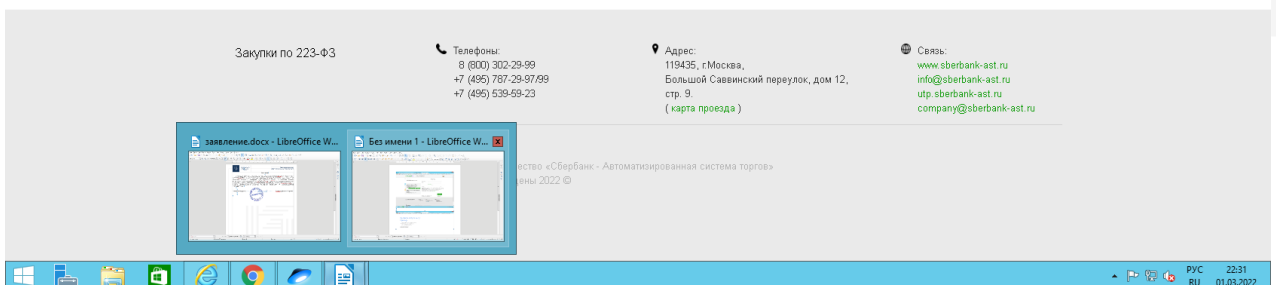 Закупки по 223-ФЗ
Телефоны:
8 (800) 302-29-99
+7 (495) 787-29-97/99
+7 (495) 539-59-23
Адрес:
119435, г.Москва,
Большой Саввинский переулок, дом 12,
стр. 9.
( карта проезда )
Связь:
www.sberbank-ast.ru
info@sberbank-ast.ru
utp.sberbank-ast.ru
company@sberbank-ast.ru
заявление.docx - LibreOffice W...
Без имени 1 - LibreOffice W...
ество «Сбербанк - Автоматизированная система торгов»
ены 2022 ©
РУС
22:31
RU
01.03.2022